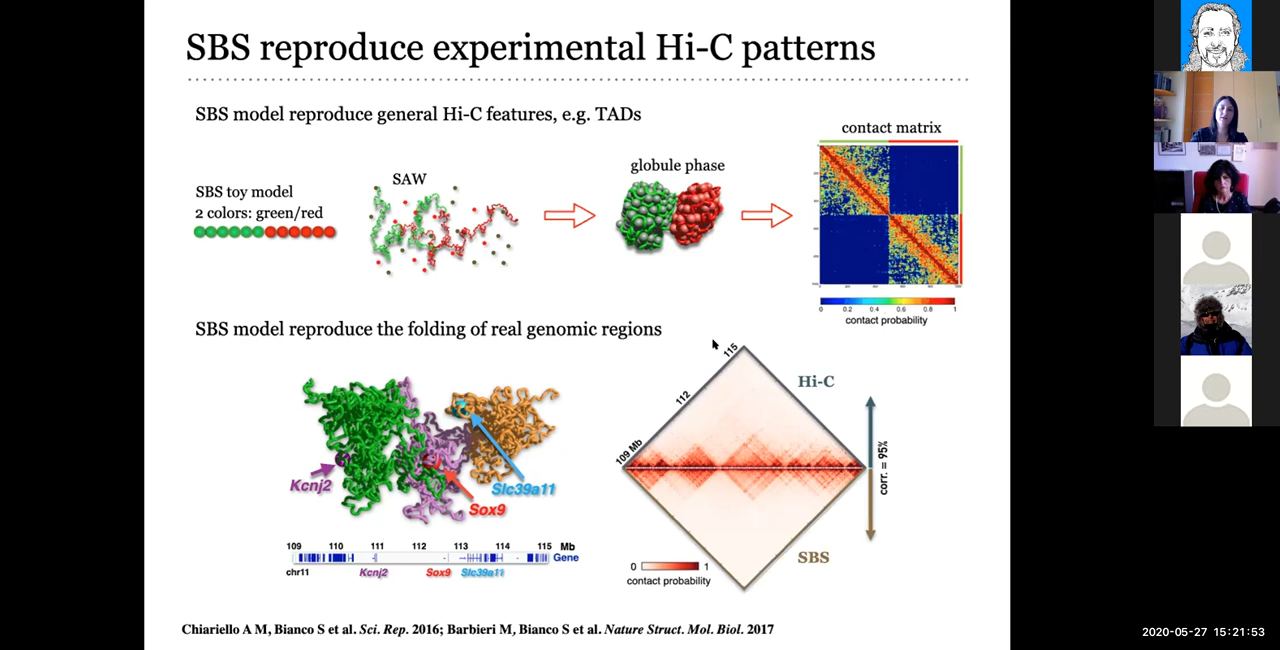 SBS reproduce experimental Hi-C patterns
SBS model reproduce general Hi-C features, e.g. TADs
contact matrix
SBS toy model
2 colors: green/red
SAW
globule phase
0 0.2 0.4 0.6 0.8 1
contact probability
SBS model reproduce the folding of real genomic regions
115
112
109 Mb
Hi-C
corr. = 95%
SBS
0 1
contact probability
Kcnj2
Slc39a11
Sox9
109 110 111 112 113 114 115 Mb
Gene
chr11 Kcnj2 Sox9 Slc39a11
Chiariello A M, Bianco S et al. Sci. Rep. 2016; Barbieri M, Bianco S et al. Nature Struct. Mol. Biol. 2017
2020-05-27 15:21:53